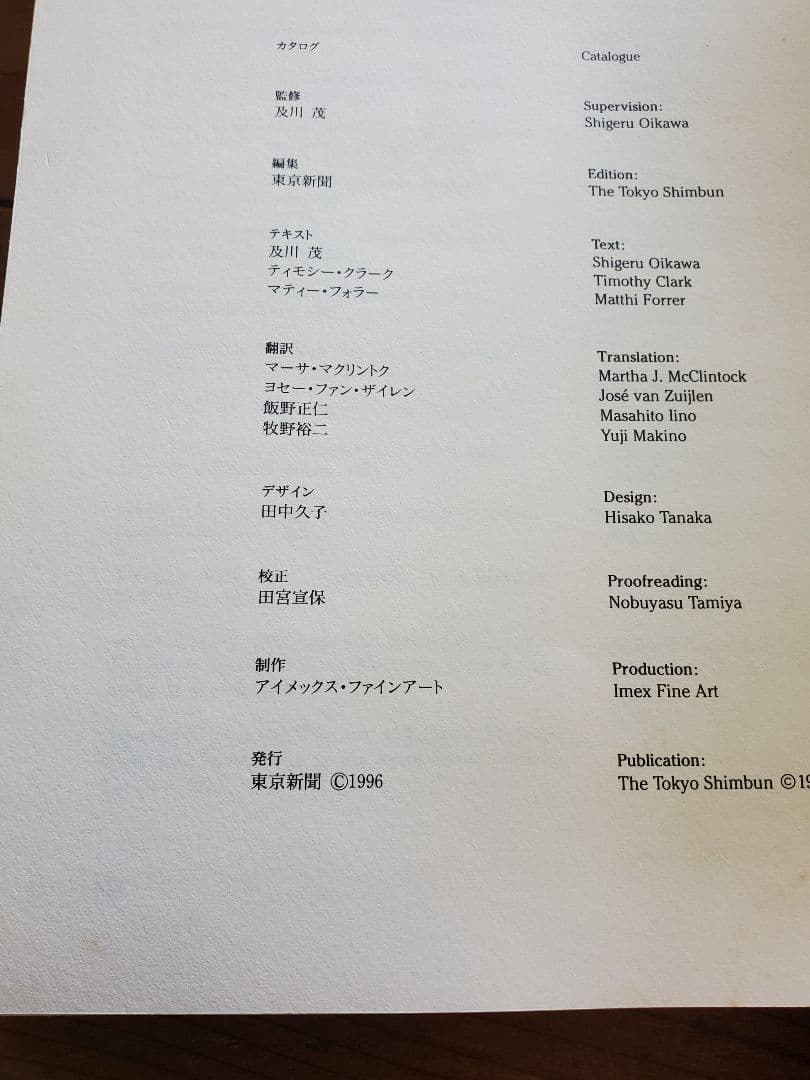 カタログ
監修
及川 茂
編集
東京新聞
テキスト
及川 茂
ティモシー・クラーク
マティー・フォラー
翻訳
マーサ・マクリントク
ヨセー・ファン・ザイレン
飯野正仁
牧野裕二
デザイン
田中久子
校正
田宮宣保
制作
アイメックス・ファインアート
発行
東京新聞 ©1996
Catalogue
Supervision:
Shigeru Oikawa
Edition:
The Tokyo Shimbun
Text:
Shigeru Oikawa
Timothy Clark
Matthi Forrer
Translation:
Martha J. McClintock
José van Zuijlen
Masahito Iino
Yuji Makino
Design:
Hisako Tanaka
Proofreading:
Nobuyasu Tamiya
Production:
Imex Fine Art
Publication:
The Tokyo Shimbun ©